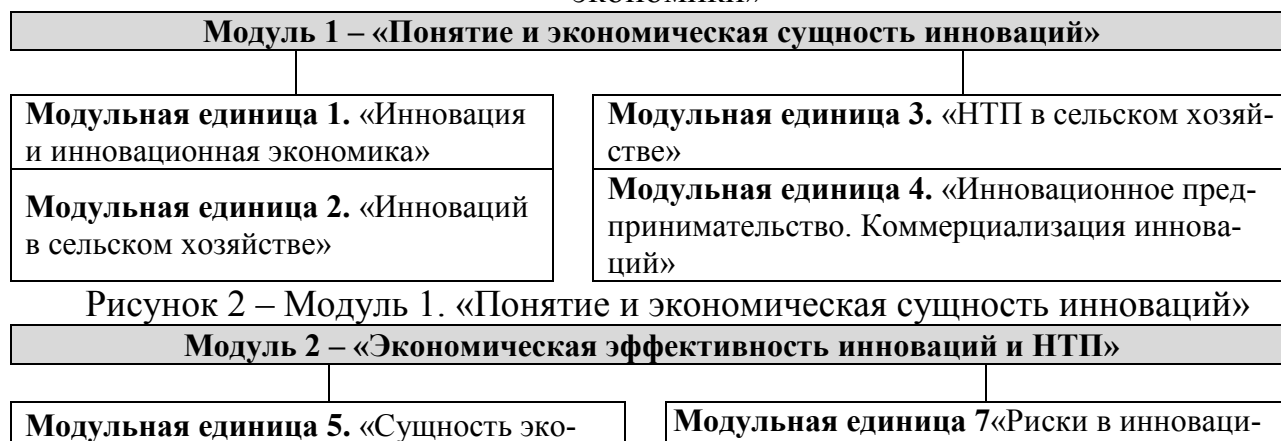 экономики»
Модуль 1 – «Понятие и экономическая сущность инноваций»
Модульная единица 1. «Инновация
и инновационная экономика»
Модульная единица 2. «Инноваций
в сельском хозяйстве»
Модульная единица 3. «НТП в сельском хозяй-
стве»
Модульная единица 4. «Инновационное пред-
принимательство. Коммерциализация иннова-
ций»
Рисунок 2 – Модуль 1. «Понятие и экономическая сущность инноваций»
Модуль 2 – «Экономическая эффективность инноваций и НТП»
Модульная единица 5. «Сущность эко-
Модульная единица 7«Риски в инноваци-